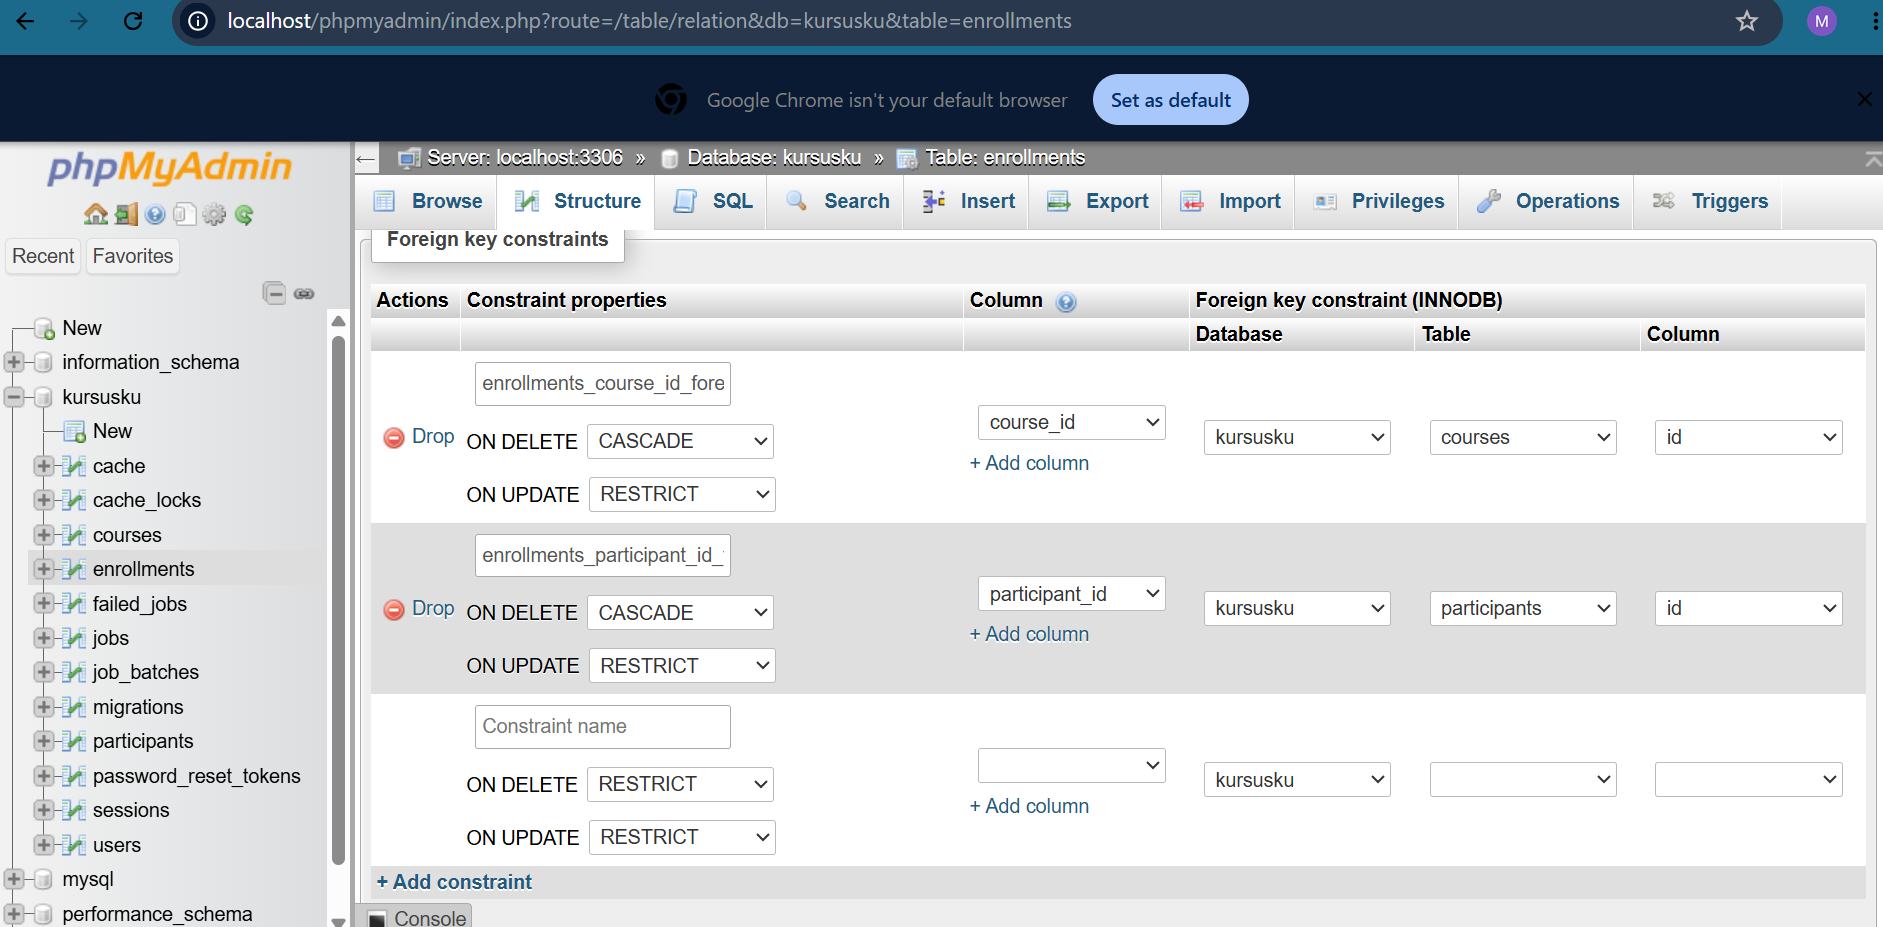 localhost/phpmyadmin/index.php?route=/table/relation&db=kursusku&table=enrollments
M
Google Chrome isn't your default browser
Set as default
phpMyAdmin
Recent
Favorites
New
information_schema
kursusku
New
cache
cache_locks
courses
enrollments
failed_jobs
jobs
job_batches
migrations
participants
password_reset_tokens
sessions
users
mysql
performance_schema
Server: localhost:3306 » Database: kursusku » Table: enrollments
Browse Structure SQL Search Insert Export Import Privileges Operations Triggers
Foreign key constraints
Actions Constraint properties Column Foreign key constraint (INNODB)
Database Table Column
enrollments_course_id_fore
Drop ON DELETE CASCADE course_id kursusku courses id
+ Add column
ON UPDATE RESTRICT
enrollments_participant_id_
Drop ON DELETE CASCADE participant_id kursusku participants id
+ Add column
ON UPDATE RESTRICT
Constraint name
ON DELETE RESTRICT kursusku
+ Add column
ON UPDATE RESTRICT
+ Add constraint
Console